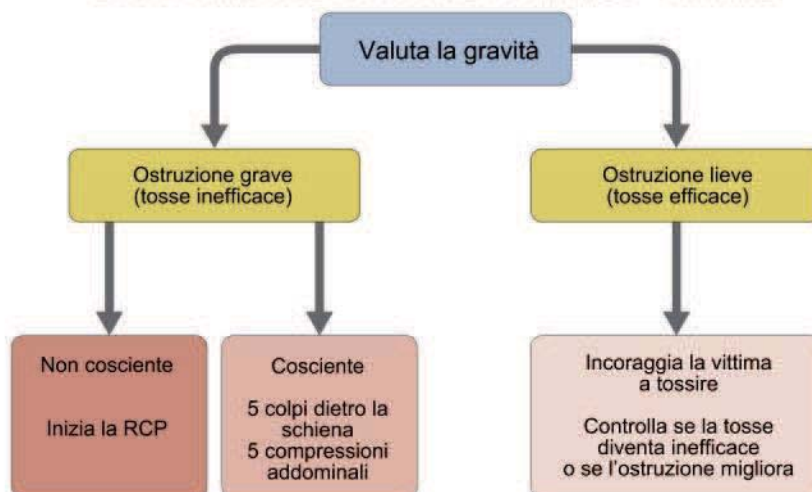 Valuta la gravità
Ostruzione grave
(tosse inefficace)
Ostruzione lieve
(tosse efficace)
Non cosciente
Inizia la RCP
Cosciente
5 colpi dietro la
schiena
5 compressioni
addominali
Incoraggia la vittima
a tossire
Controlla se la tosse
diventa inefficace
o se l'ostruzione migliora